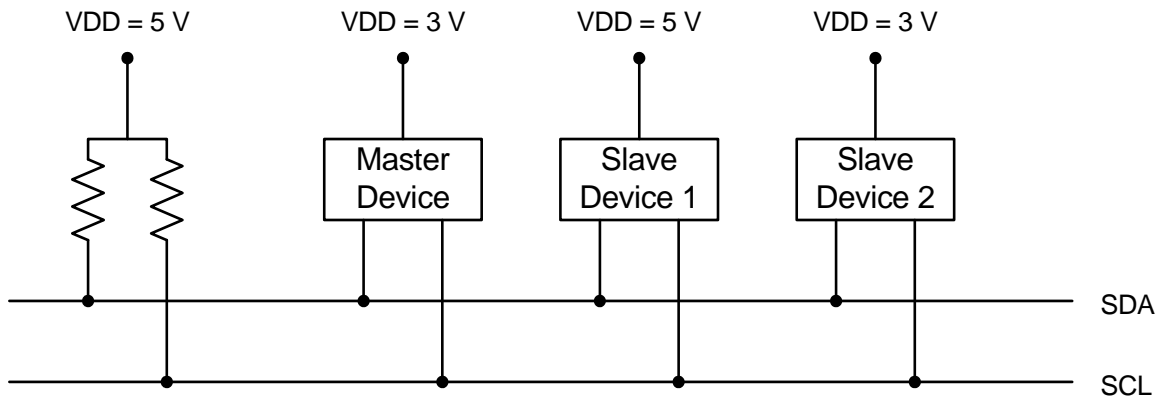 VDD = 5 V
VDD = 3 V
VDD = 5 V
VDD = 3 V
Master
Device
Slave
Device 1
Slave
Device 2
SDA
SCL